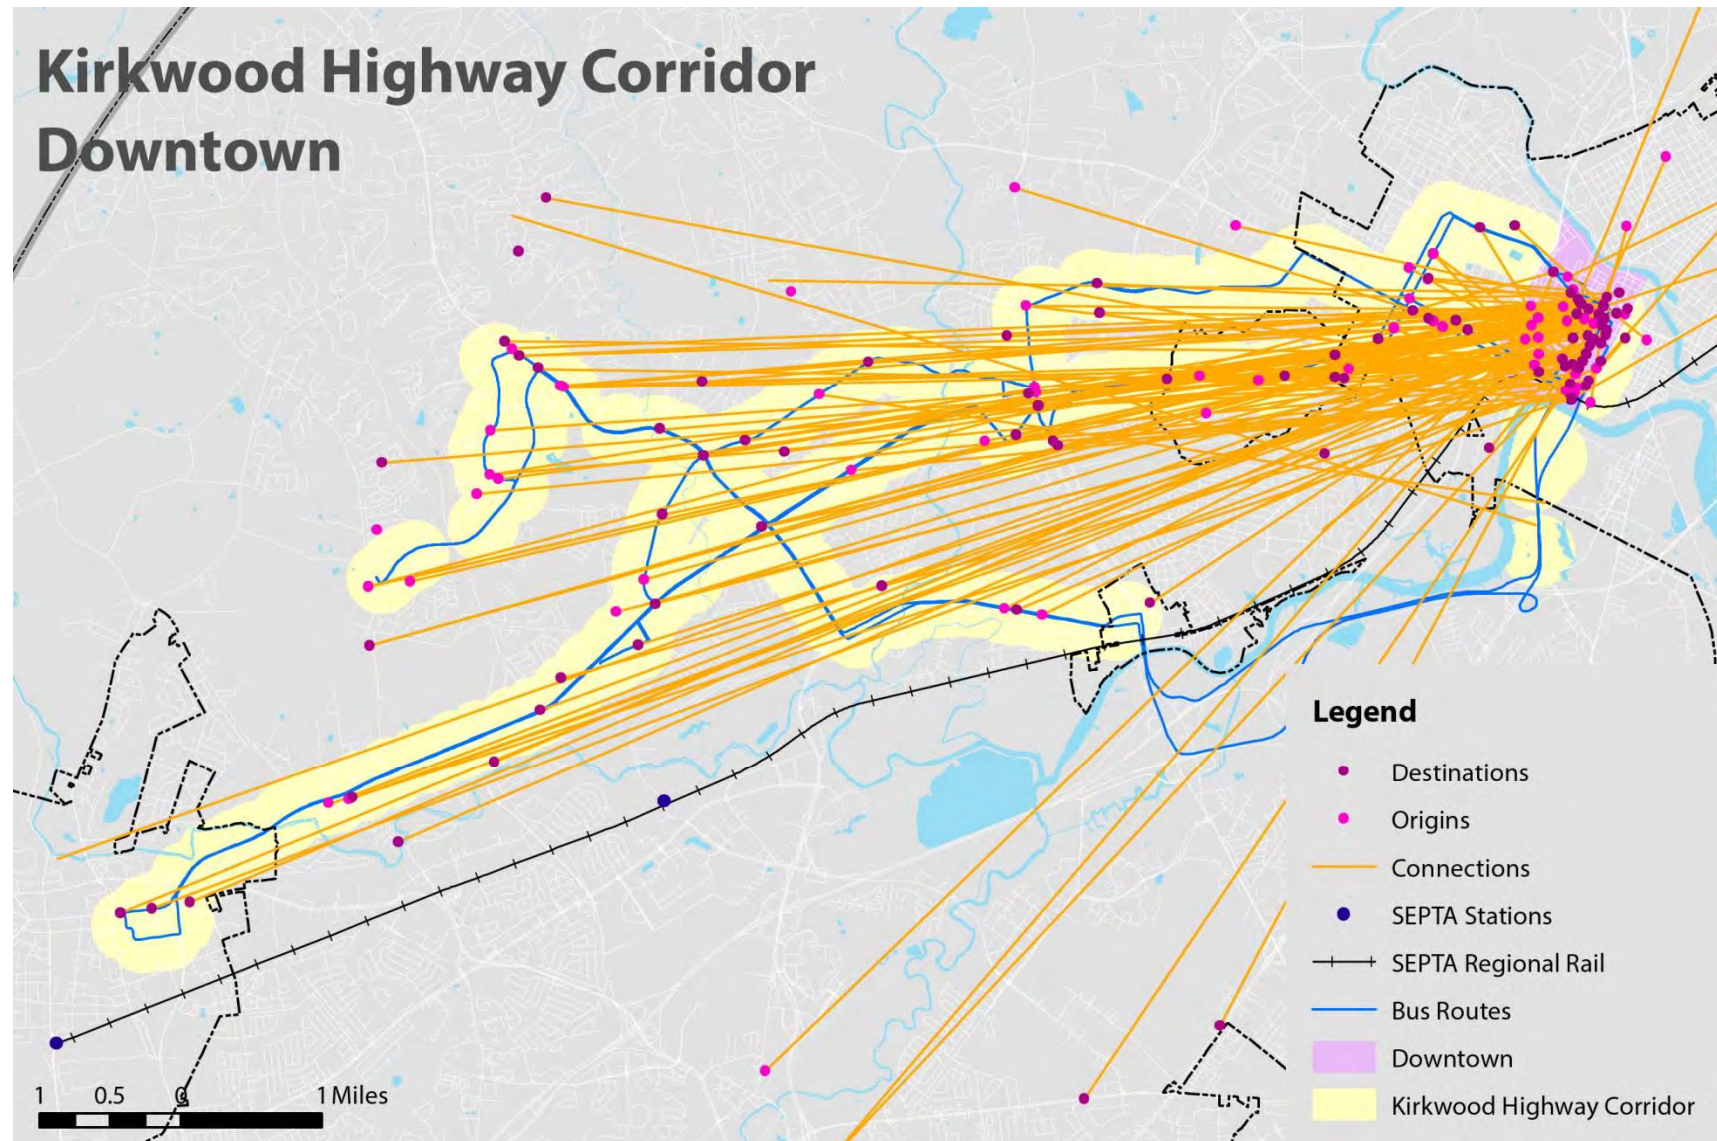 Kirkwood Highway Corridor
Downtown
Legend
Destinations
Origins
Connections
SEPTA Stations
SEPTA Regional Rail
Bus Routes
Downtown
Kirkwood Highway Corridor
1 0.5 0 1 Miles